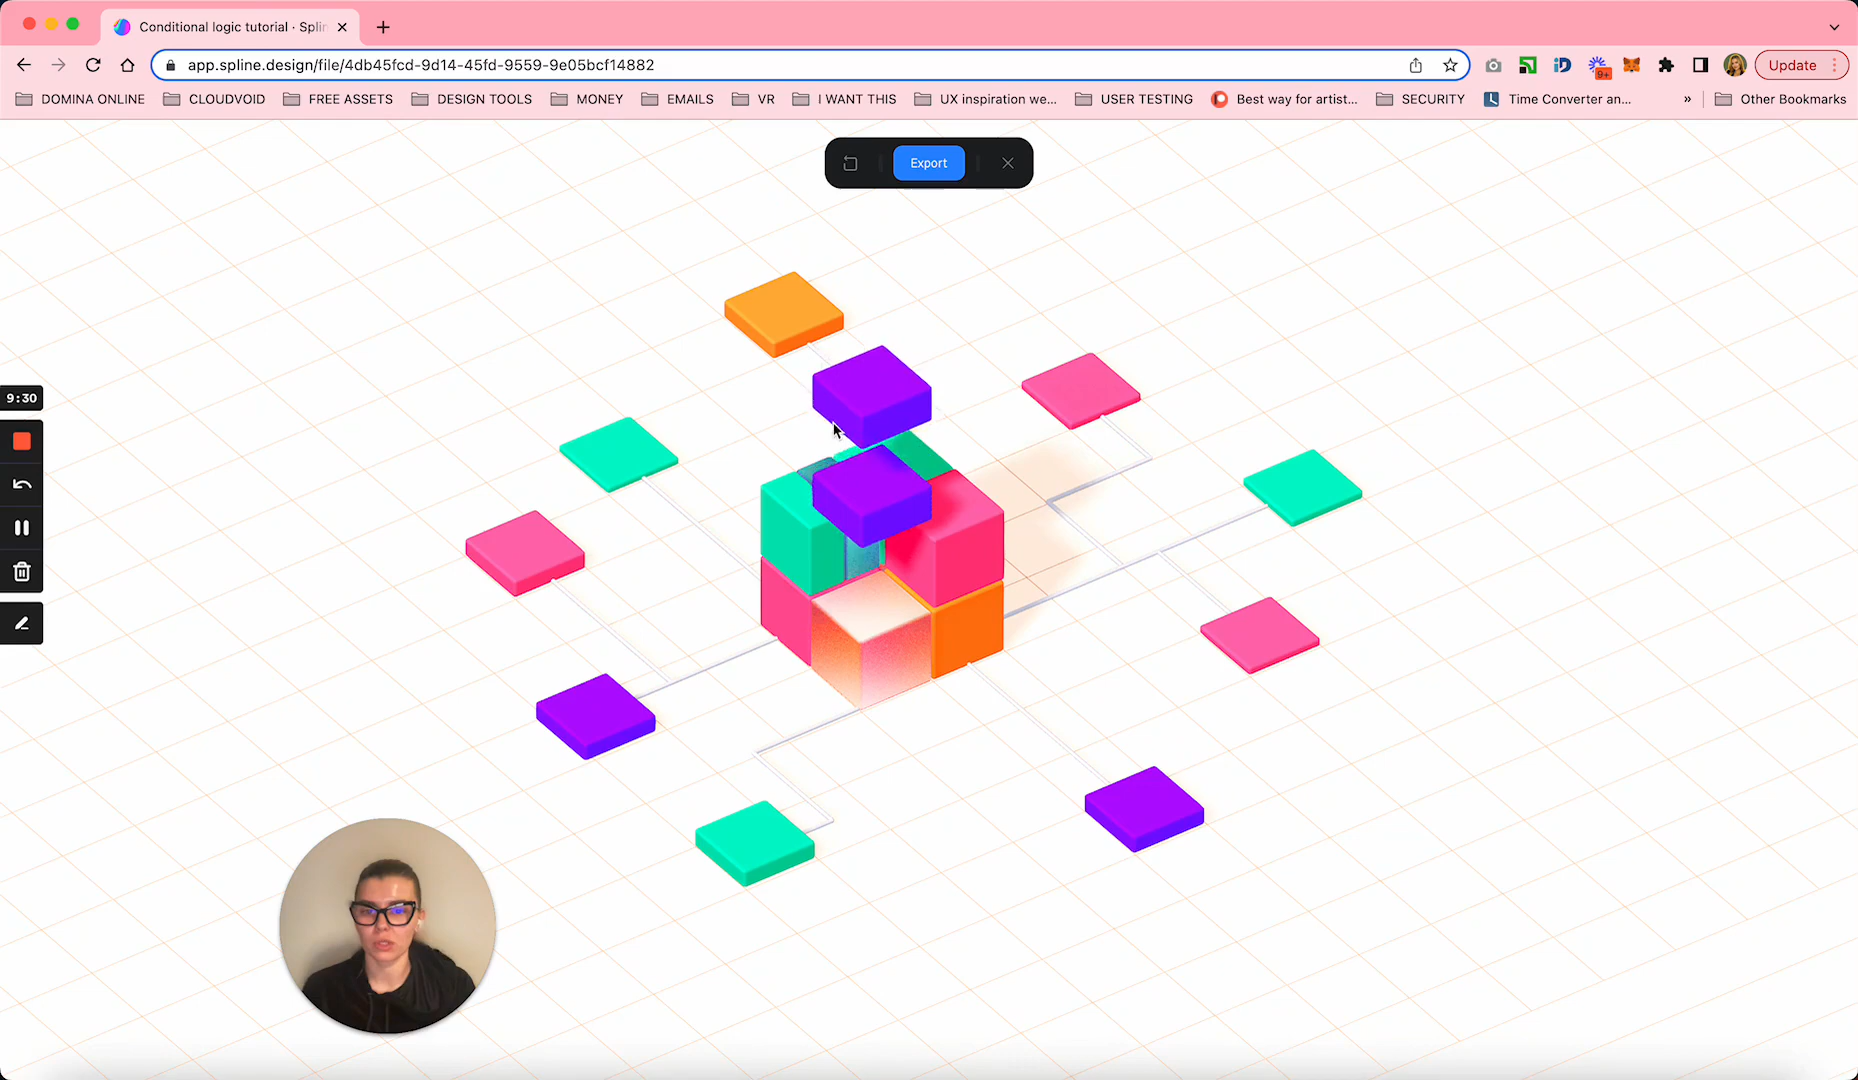 Conditional logic tutorial · Splin
app.spline.design/file/4db45fcd-9d14-45fd-9559-9e05bcf14882
9+
Update
DOMINA ONLINE
CLOUDVOID
FREE ASSETS
DESIGN TOOLS
MONEY
EMAILS
VR
I WANT THIS
UX inspiration we...
USER TESTING
Best way for artist...
SECURITY
Time Converter an...
»
Other Bookmarks
Export
9:30